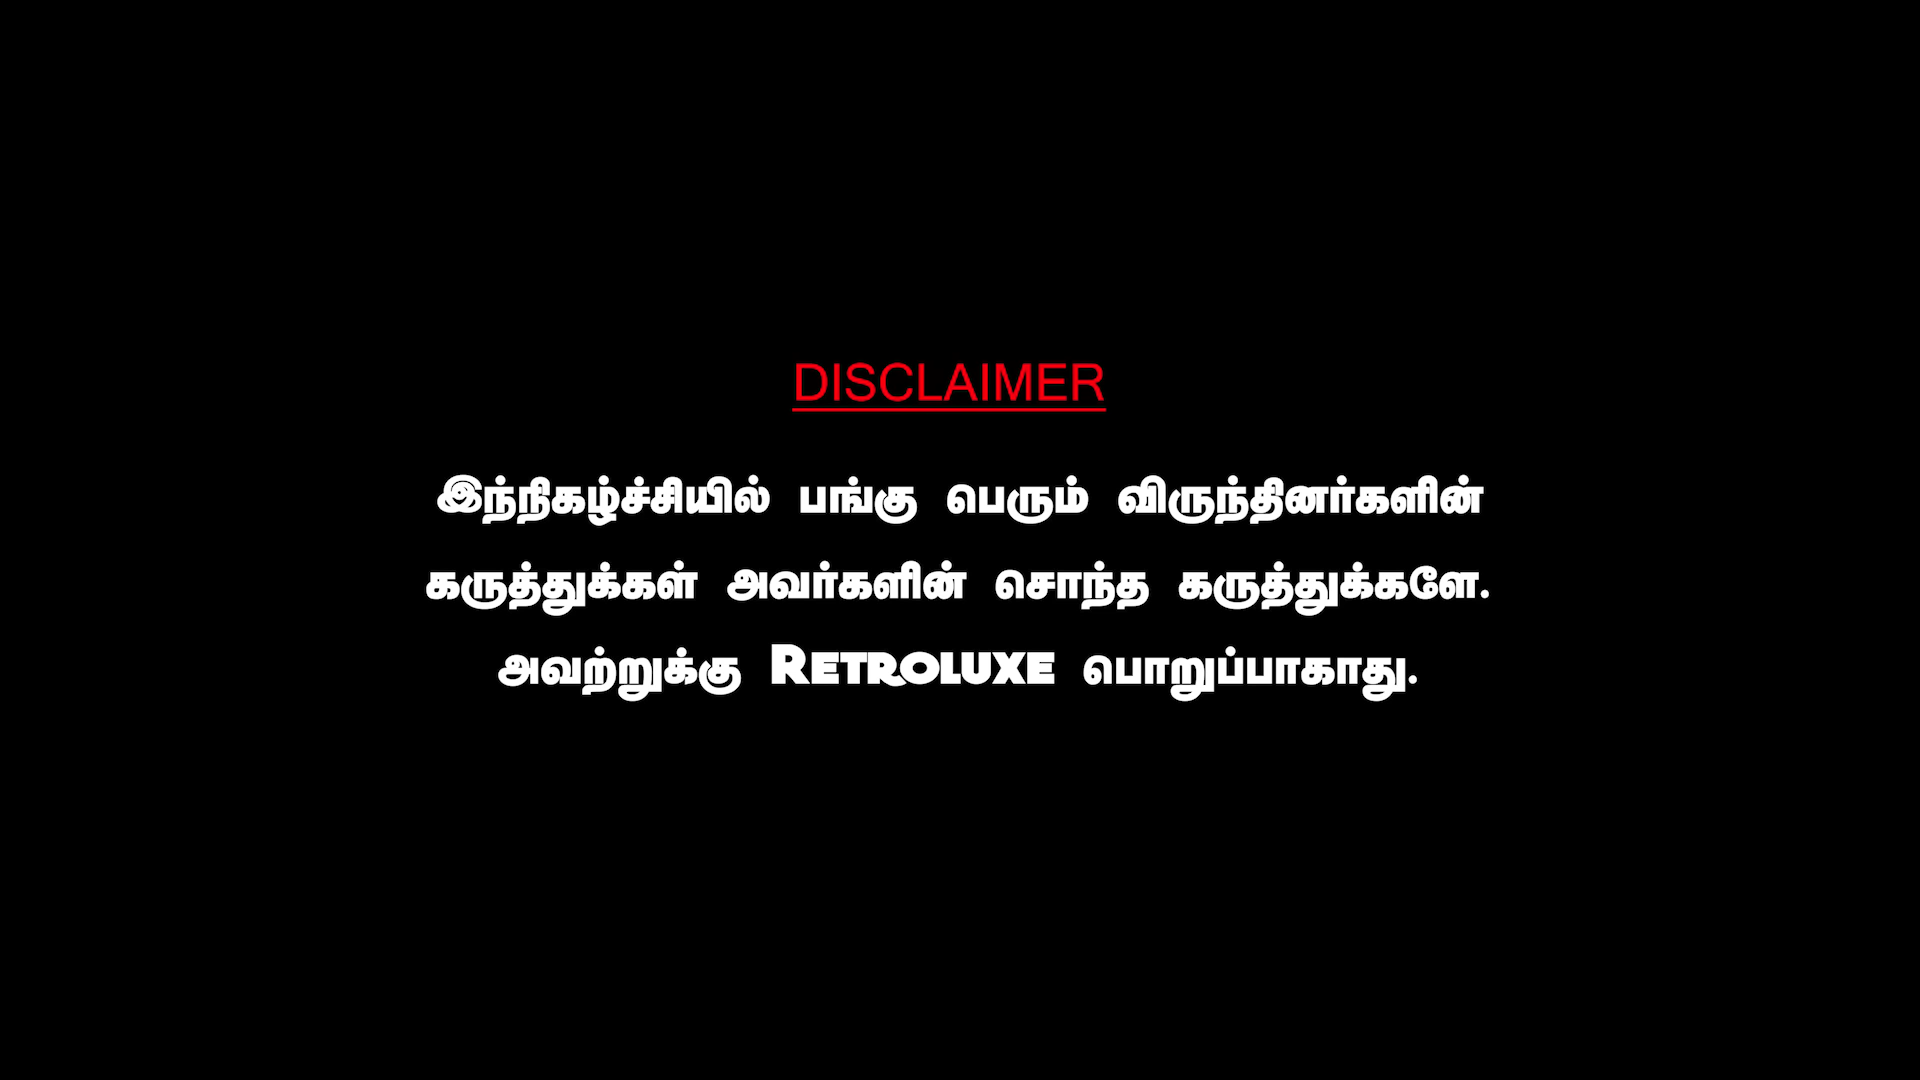 DISCLAIMER
இந்நிகழ்ச்சியில் பங்கு பெரும் விருந்தினர்களின்
கருத்துக்கள் அவர்களின் சொந்த கருத்துக்களே.
அவற்றுக்கு RETROLUXE பொறுப்பாகாது.